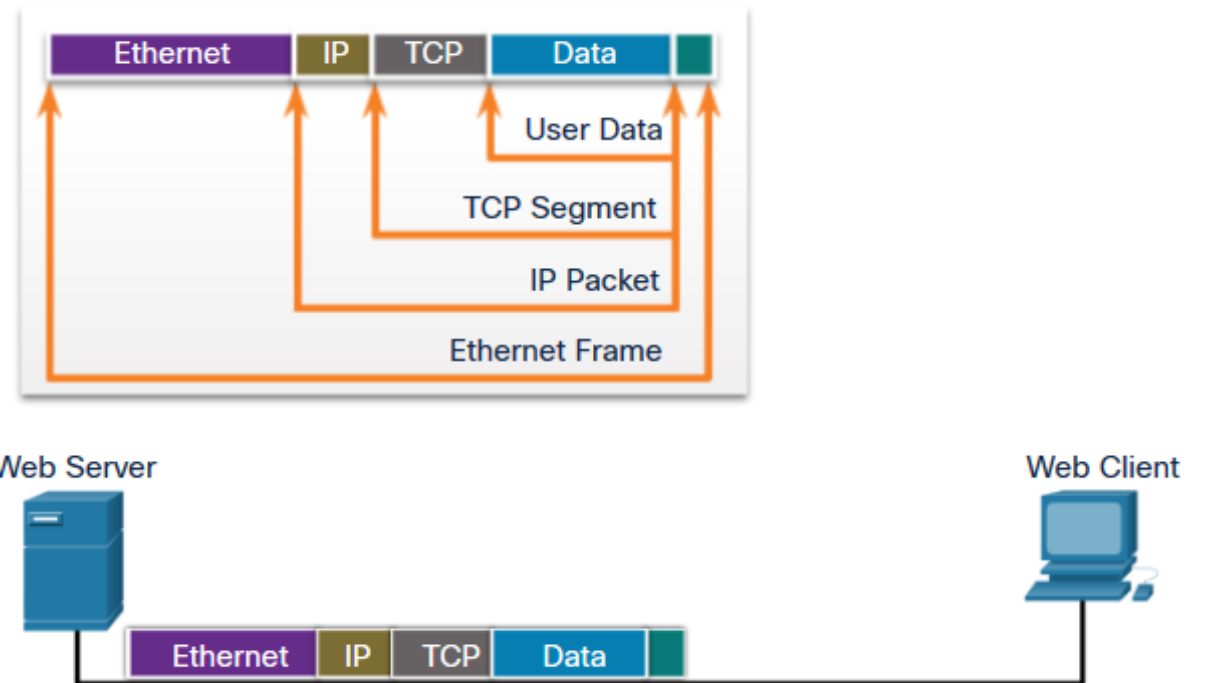 Ethernet IP TCP Data
User Data
TCP Segment
IP Packet
Ethernet Frame
Web Server
Web Client
Ethernet IP TCP Data